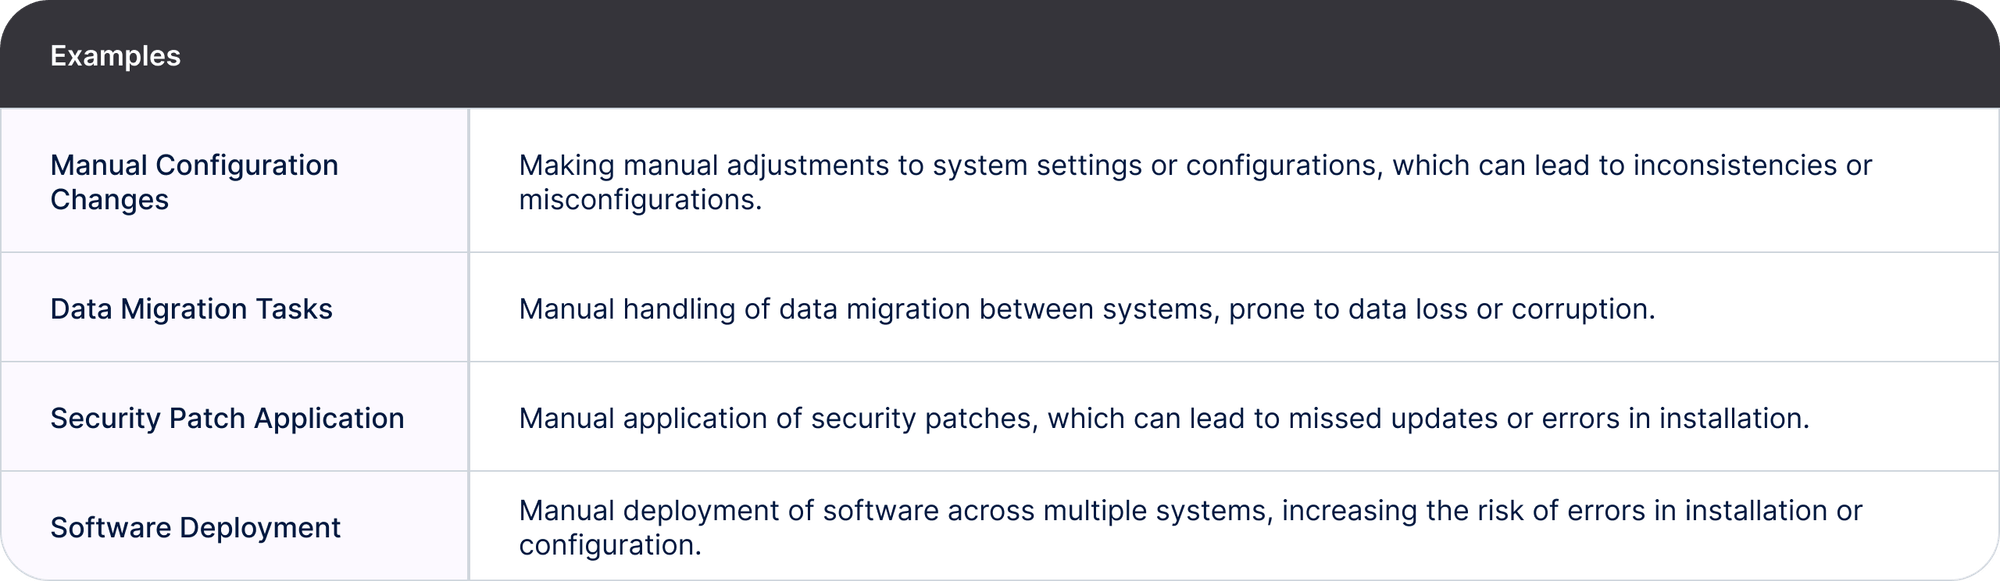 Examples
Manual Configuration
Changes
Making manual adjustments to system settings or configurations, which can lead to inconsistencies or
misconfigurations.
Data Migration Tasks
Manual handling of data migration between systems, prone to data loss or corruption.
Security Patch Application
Manual application of security patches, which can lead to missed updates or errors in installation.
Software Deployment
Manual deployment of software across multiple systems, increasing the risk of errors in installation or
configuration.